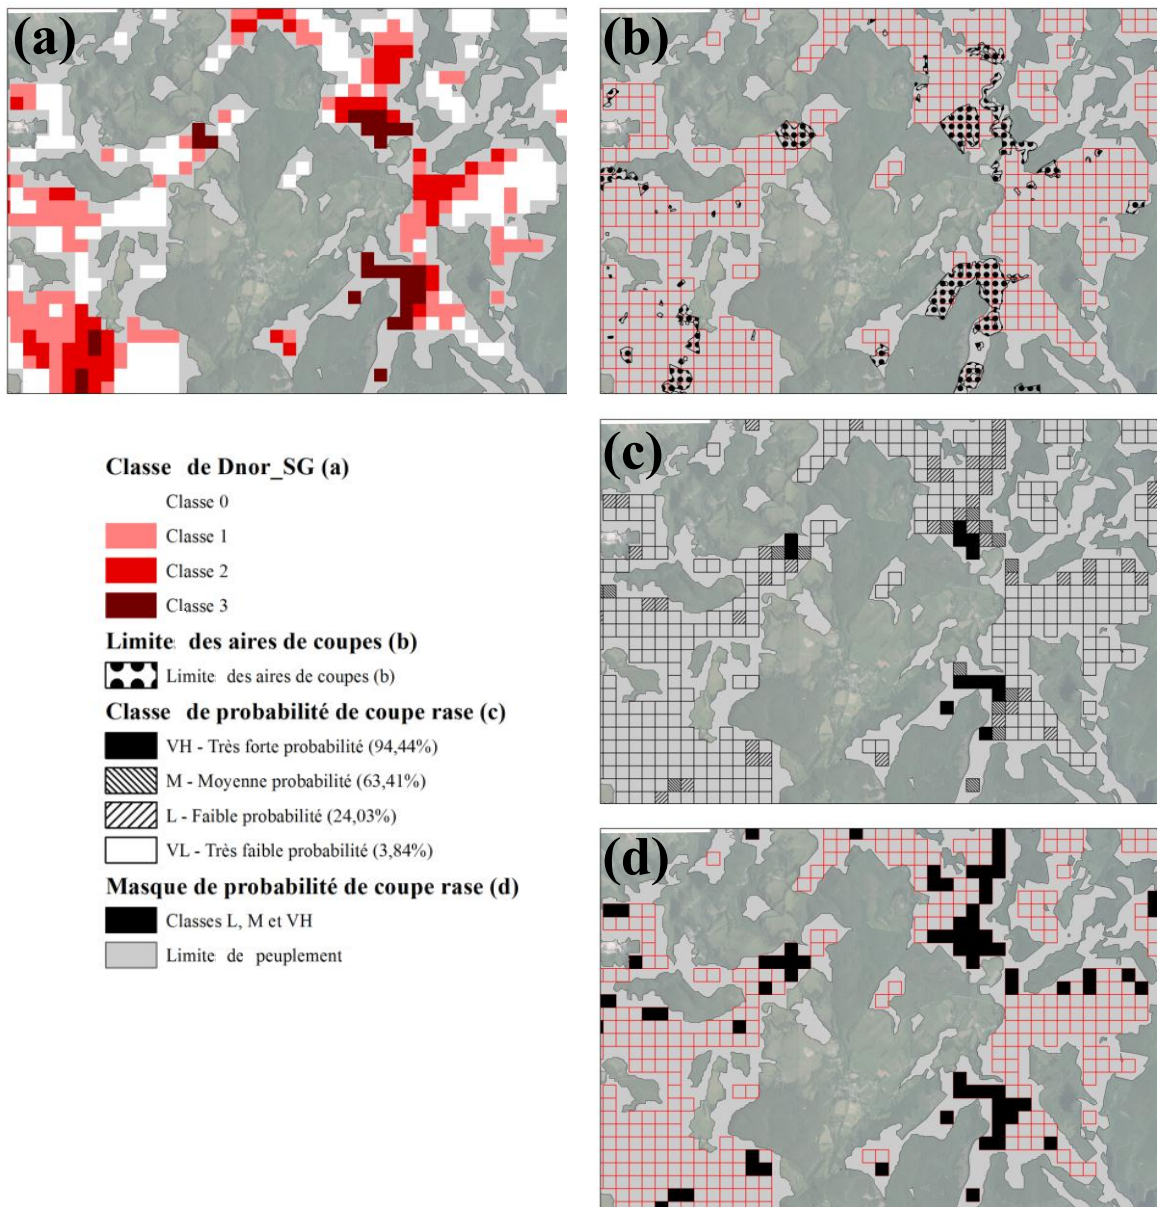 (a)
(b)
(c)
(d)
Classe de Dnor_SG (a)
Classe 0
Classe 1
Classe 2
Classe 3
Limite des aires de coupes (b)
Limite des aires de coupes (b)
Classe de probabilité de coupe rase (c)
VH - Très forte probabilité (94,44%)
M - Moyenne probabilité (63,41%)
L - Faible probabilité (24,03%)
VL - Très faible probabilité (3,84%)
Masque de probabilité de coupe rase (d)
Classes L, M et VH
Limite de peuplement